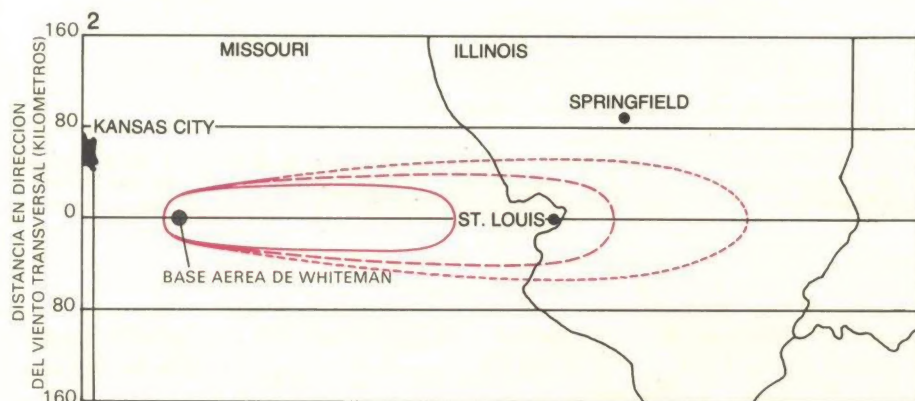 160
2
MISSOURI
ILLINOIS
SPRINGFIELD
80
KANSAS CITY
0
ST. LOUIS
BASE AEREA DE WHITEMAN
80
160
DISTANCIA EN DIRECCION
DEL VIENTO TRANSVERSAL (KILOMETROS)